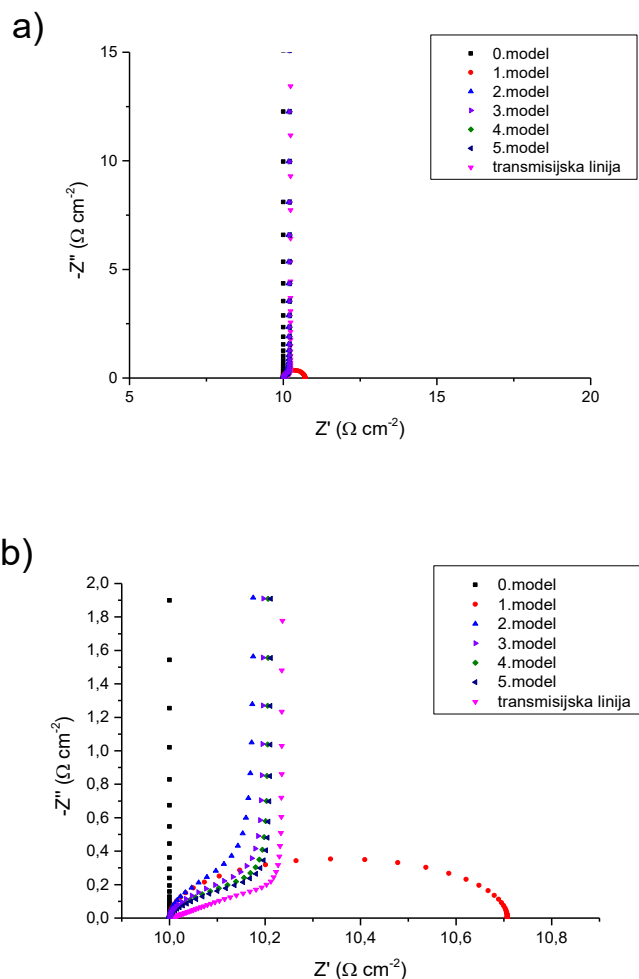 a)
15
10
5
0
-Z'' (Ω cm-2)
5
10
15
20
Z' (Ω cm-2)
0.model
1.model
2.model
3.model
4.model
5.model
transmisijska linija
b)
2,0
1,8
1,6
1,4
1,2
1,0
0,8
0,6
0,4
0,2
0,0
-Z'' (Ω cm-2)
10,0
10,2
10,4
10,6
10,8
Z' (Ω cm-2)
0.model
1.model
2.model
3.model
4.model
5.model
transmisijska linija